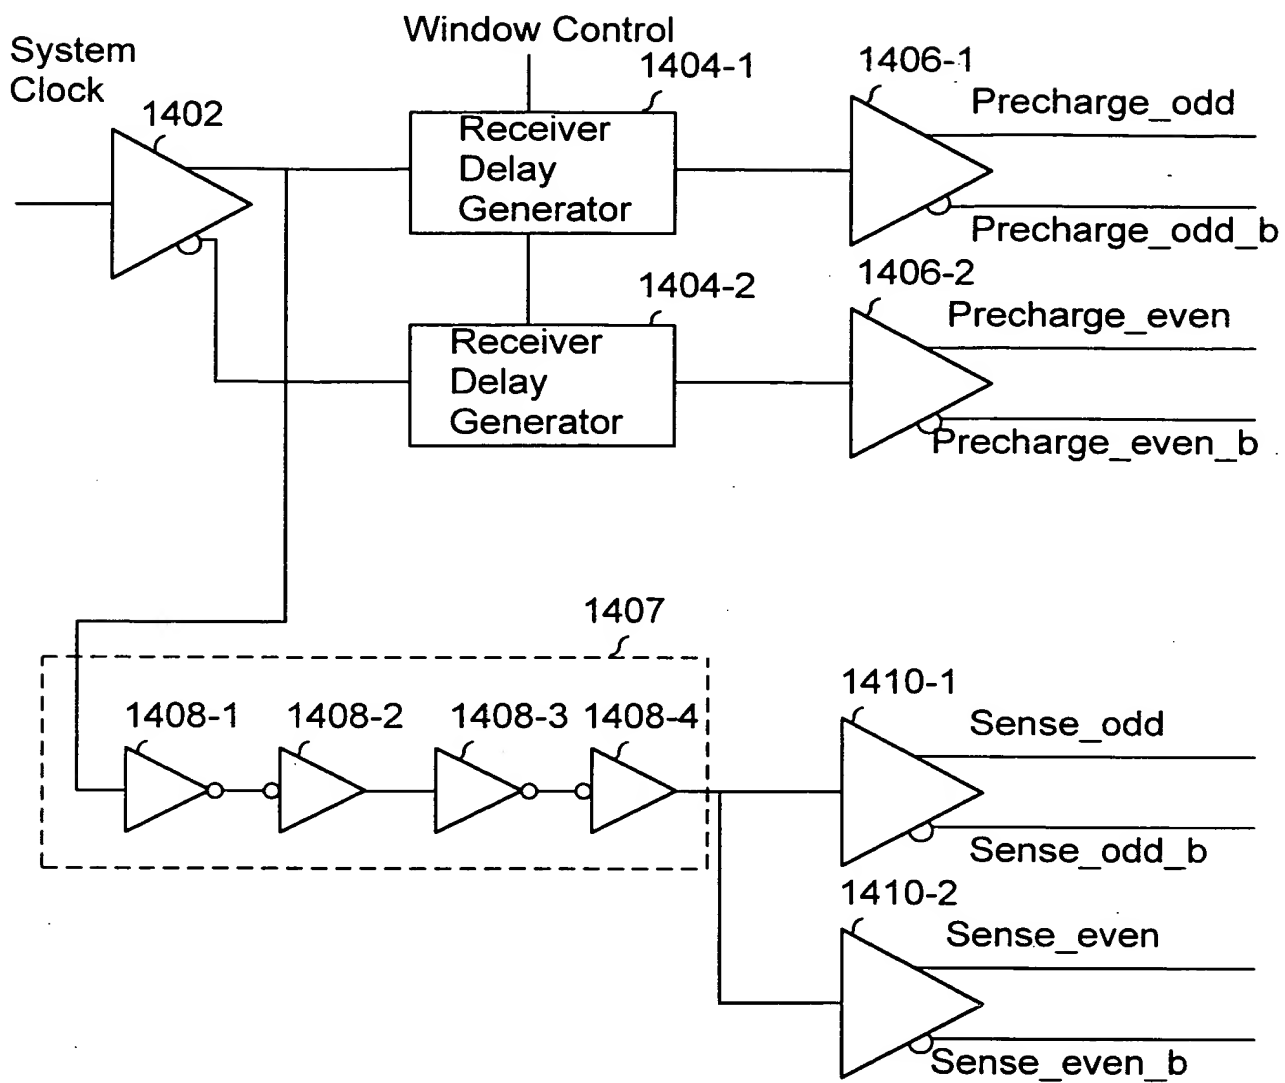 Window Control
System
Clock
1402
1404-1
Receiver
Delay
Generator
1406-1
Precharge_odd
Precharge_odd_b
1404-2
Receiver
Delay
Generator
1406-2
Precharge_even
Precharge_even_b
1407
1408-1
1408-2
1408-3
1408-4
1410-1
Sense_odd
Sense_odd_b
1410-2
Sense_even
Sense_even_b